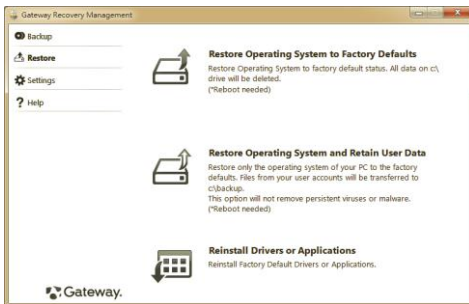 Gateway Recovery Management
Backup
Restore
Settings
Help
Restore Operating System to Factory Defaults
Restore Operating System to factory default status. All data on c:\
drive will be deleted.
(*Reboot needed)
Restore Operating System and Retain User Data
Restore only the operating system of your PC to the factory
defaults. Files from your user accounts will be transferred to
c:\backup.
This option will not remove persistent viruses or malware.
(*Reboot needed)
Reinstall Drivers or Applications
Reinstall Factory Default Drivers or Applications.
Gateway.